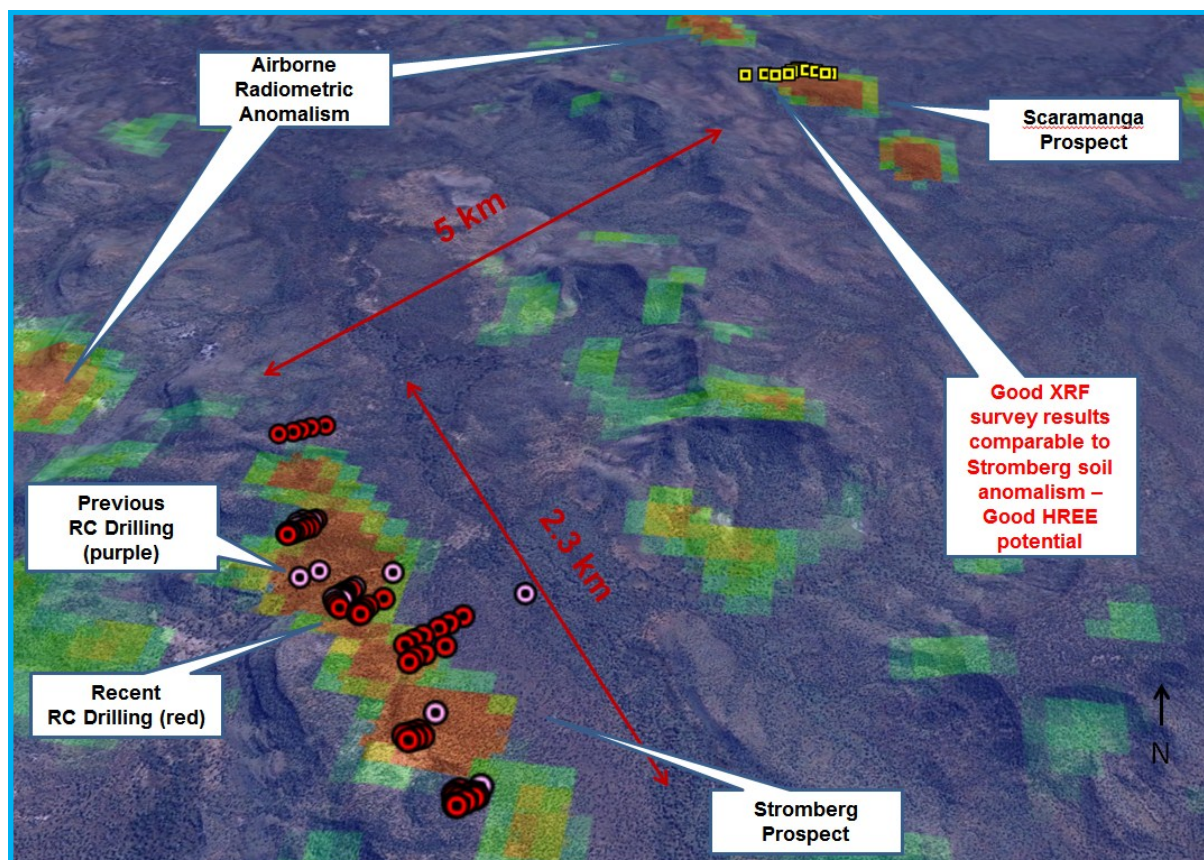 Airborne
Radiometric
Anomalism
Scaramanga
Prospect
5 km
Good XRF
survey results
comparable to
Stromberg soil
anomalism –
Good HREE
potential
Previous
RC Drilling
(purple)
2.3 km
Recent
RC Drilling (red)
N
Stromberg
Prospect